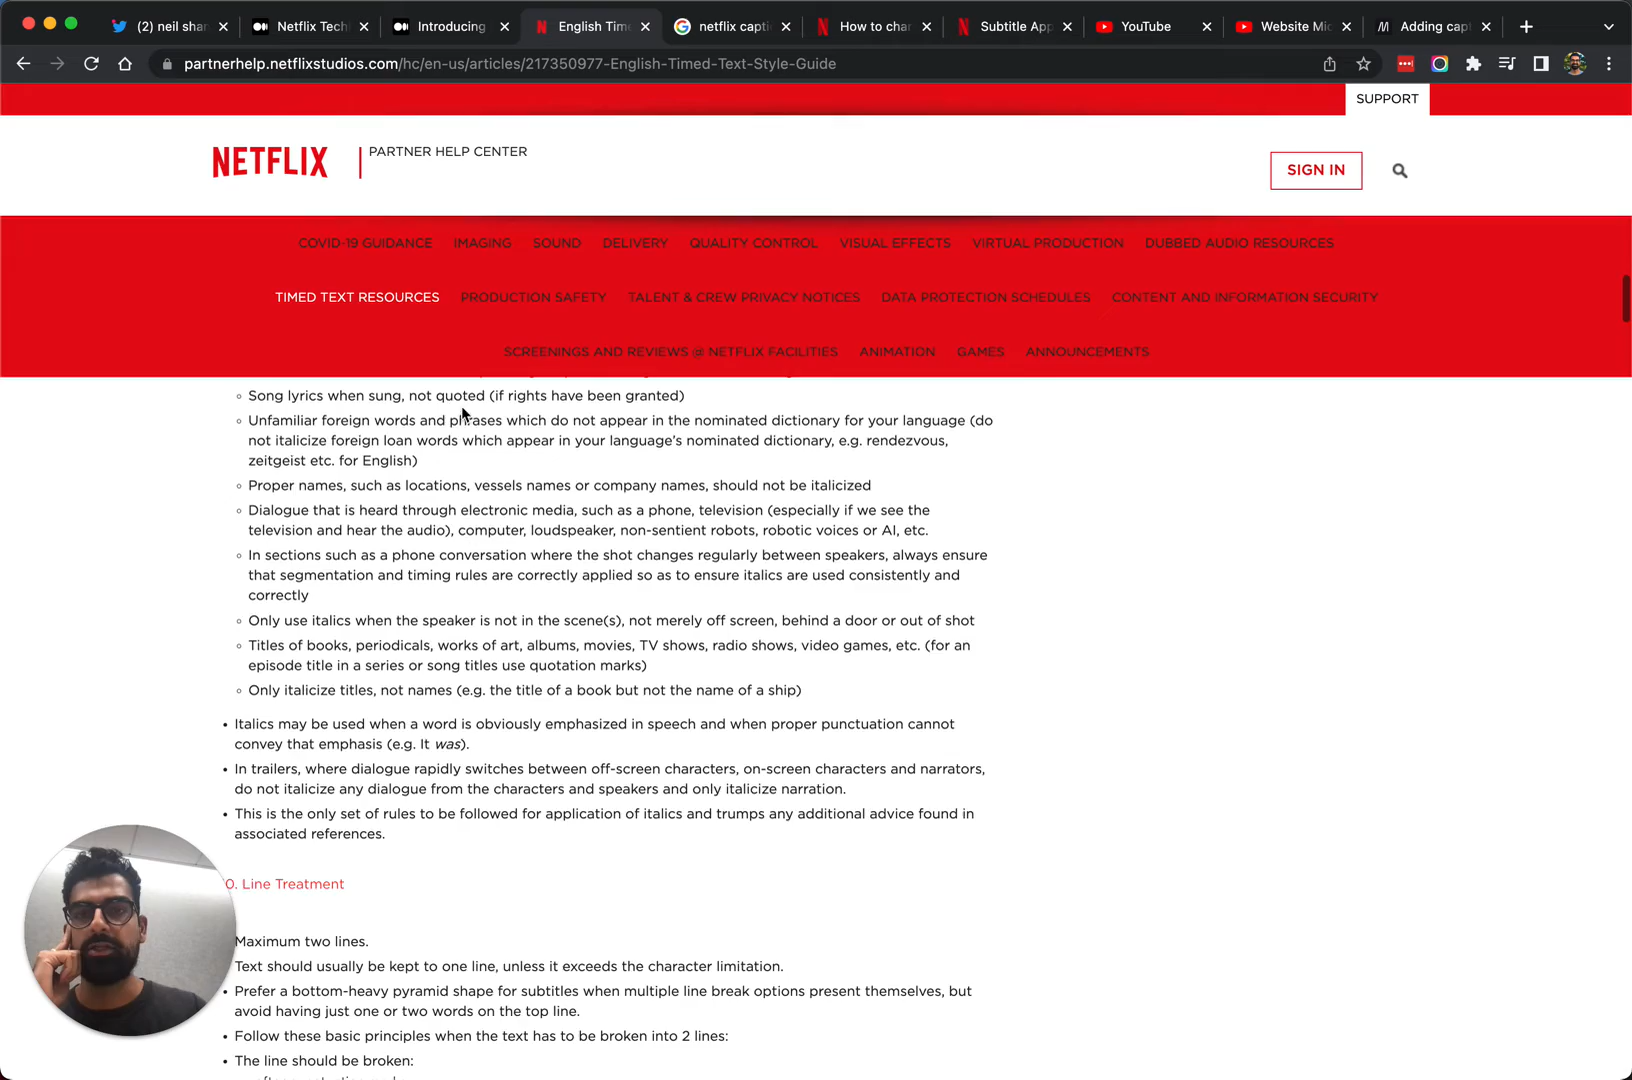 (2) neil shar
Netflix Tech
Introducing
English Time
netflix capti
How to char
Subtitle App
YouTube
Website Mic
Adding capt
partnerhelp.netflixstudios.com/hc/en-us/articles/217350977-English-Timed-Text-Style-Guide
SUPPORT
NETFLIX
PARTNER HELP CENTER
SIGN IN
COVID-19 GUIDANCE IMAGING SOUND DELIVERY QUALITY CONTROL VISUAL EFFECTS VIRTUAL PRODUCTION DUBBED AUDIO RESOURCES
TIMED TEXT RESOURCES PRODUCTION SAFETY TALENT & CREW PRIVACY NOTICES DATA PROTECTION SCHEDULES CONTENT AND INFORMATION SECURITY
SCREENINGS AND REVIEWS @ NETFLIX FACILITIES ANIMATION GAMES ANNOUNCEMENTS
Song lyrics when sung, not quoted (if rights have been granted)
Unfamiliar foreign words and phrases which do not appear in the nominated dictionary for your language (do
not italicize foreign loan words which appear in your language's nominated dictionary, e.g. rendezvous,
zeitgeist etc. for English)
Proper names, such as locations, vessels names or company names, should not be italicized
Dialogue that is heard through electronic media, such as a phone, television (especially if we see the
television and hear the audio), computer, loudspeaker, non-sentient robots, robotic voices or AI, etc.
In sections such as a phone conversation where the shot changes regularly between speakers, always ensure
that segmentation and timing rules are correctly applied so as to ensure italics are used consistently and
correctly
Only use italics when the speaker is not in the scene(s), not merely off screen, behind a door or out of shot
Titles of books, periodicals, works of art, albums, movies, TV shows, radio shows, video games, etc. (for an
episode title in a series or song titles use quotation marks)
Only italicize titles, not names (e.g. the title of a book but not the name of a ship)
Italics may be used when a word is obviously emphasized in speech and when proper punctuation cannot
convey that emphasis (e.g. It was).
In trailers, where dialogue rapidly switches between off-screen characters, on-screen characters and narrators,
do not italicize any dialogue from the characters and speakers and only italicize narration.
This is the only set of rules to be followed for application of italics and trumps any additional advice found in
associated references.
0. Line Treatment
Maximum two lines.
Text should usually be kept to one line, unless it exceeds the character limitation.
Prefer a bottom-heavy pyramid shape for subtitles when multiple line break options present themselves, but
avoid having just one or two words on the top line.
Follow these basic principles when the text has to be broken into 2 lines:
The line should be broken: